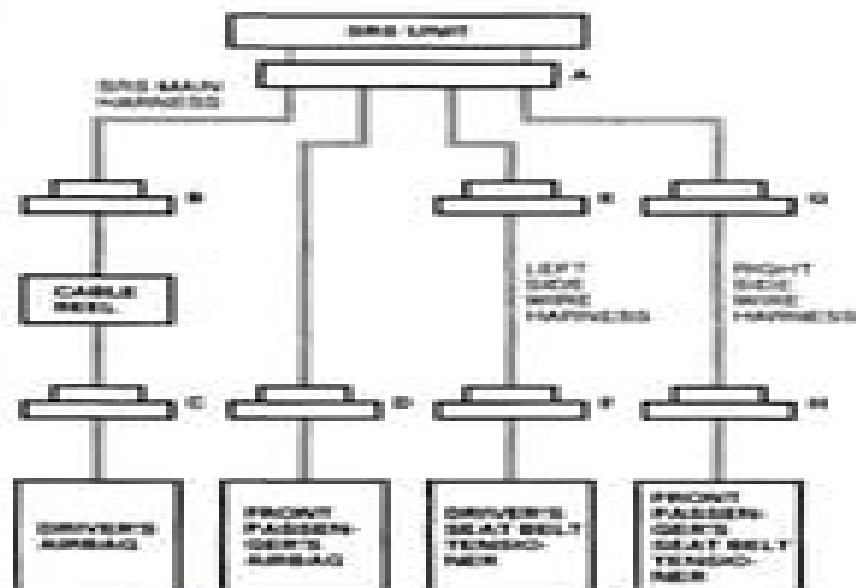 SRS UNIT
A
SRS MAIN
HARNESS
B
E
G
CABLE
REEL
LEFT
SIDE
WIRE
HARNESS
RIGHT
SIDE
WIRE
HARNESS
C
D
F
H
DRIVER'S
AIRBAG
FRONT
PASSEN-
GER'S
AIRBAG
DRIVER'S
SEAT BELT
TENSIO-
NER
FRONT
PASSEN-
GER'S
SEAT BELT
TENSIO-
NER